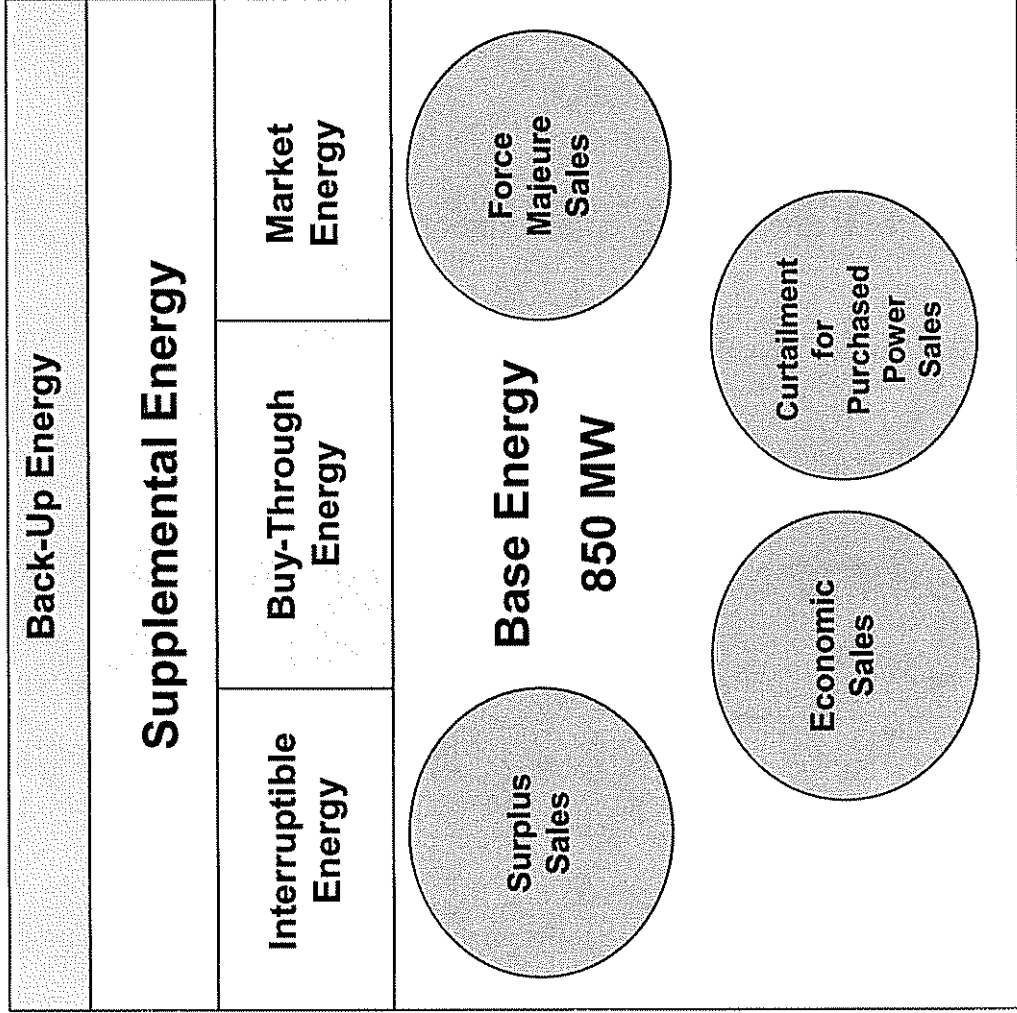 Back-Up Energy
Supplemental Energy
Interruptible
Energy
Buy-Through
Energy
Market
Energy
Base Energy
850 MW
Surplus
Sales
Force
Majeure
Sales
Economic
Sales
Curtailment
for
Purchased
Power
Sales